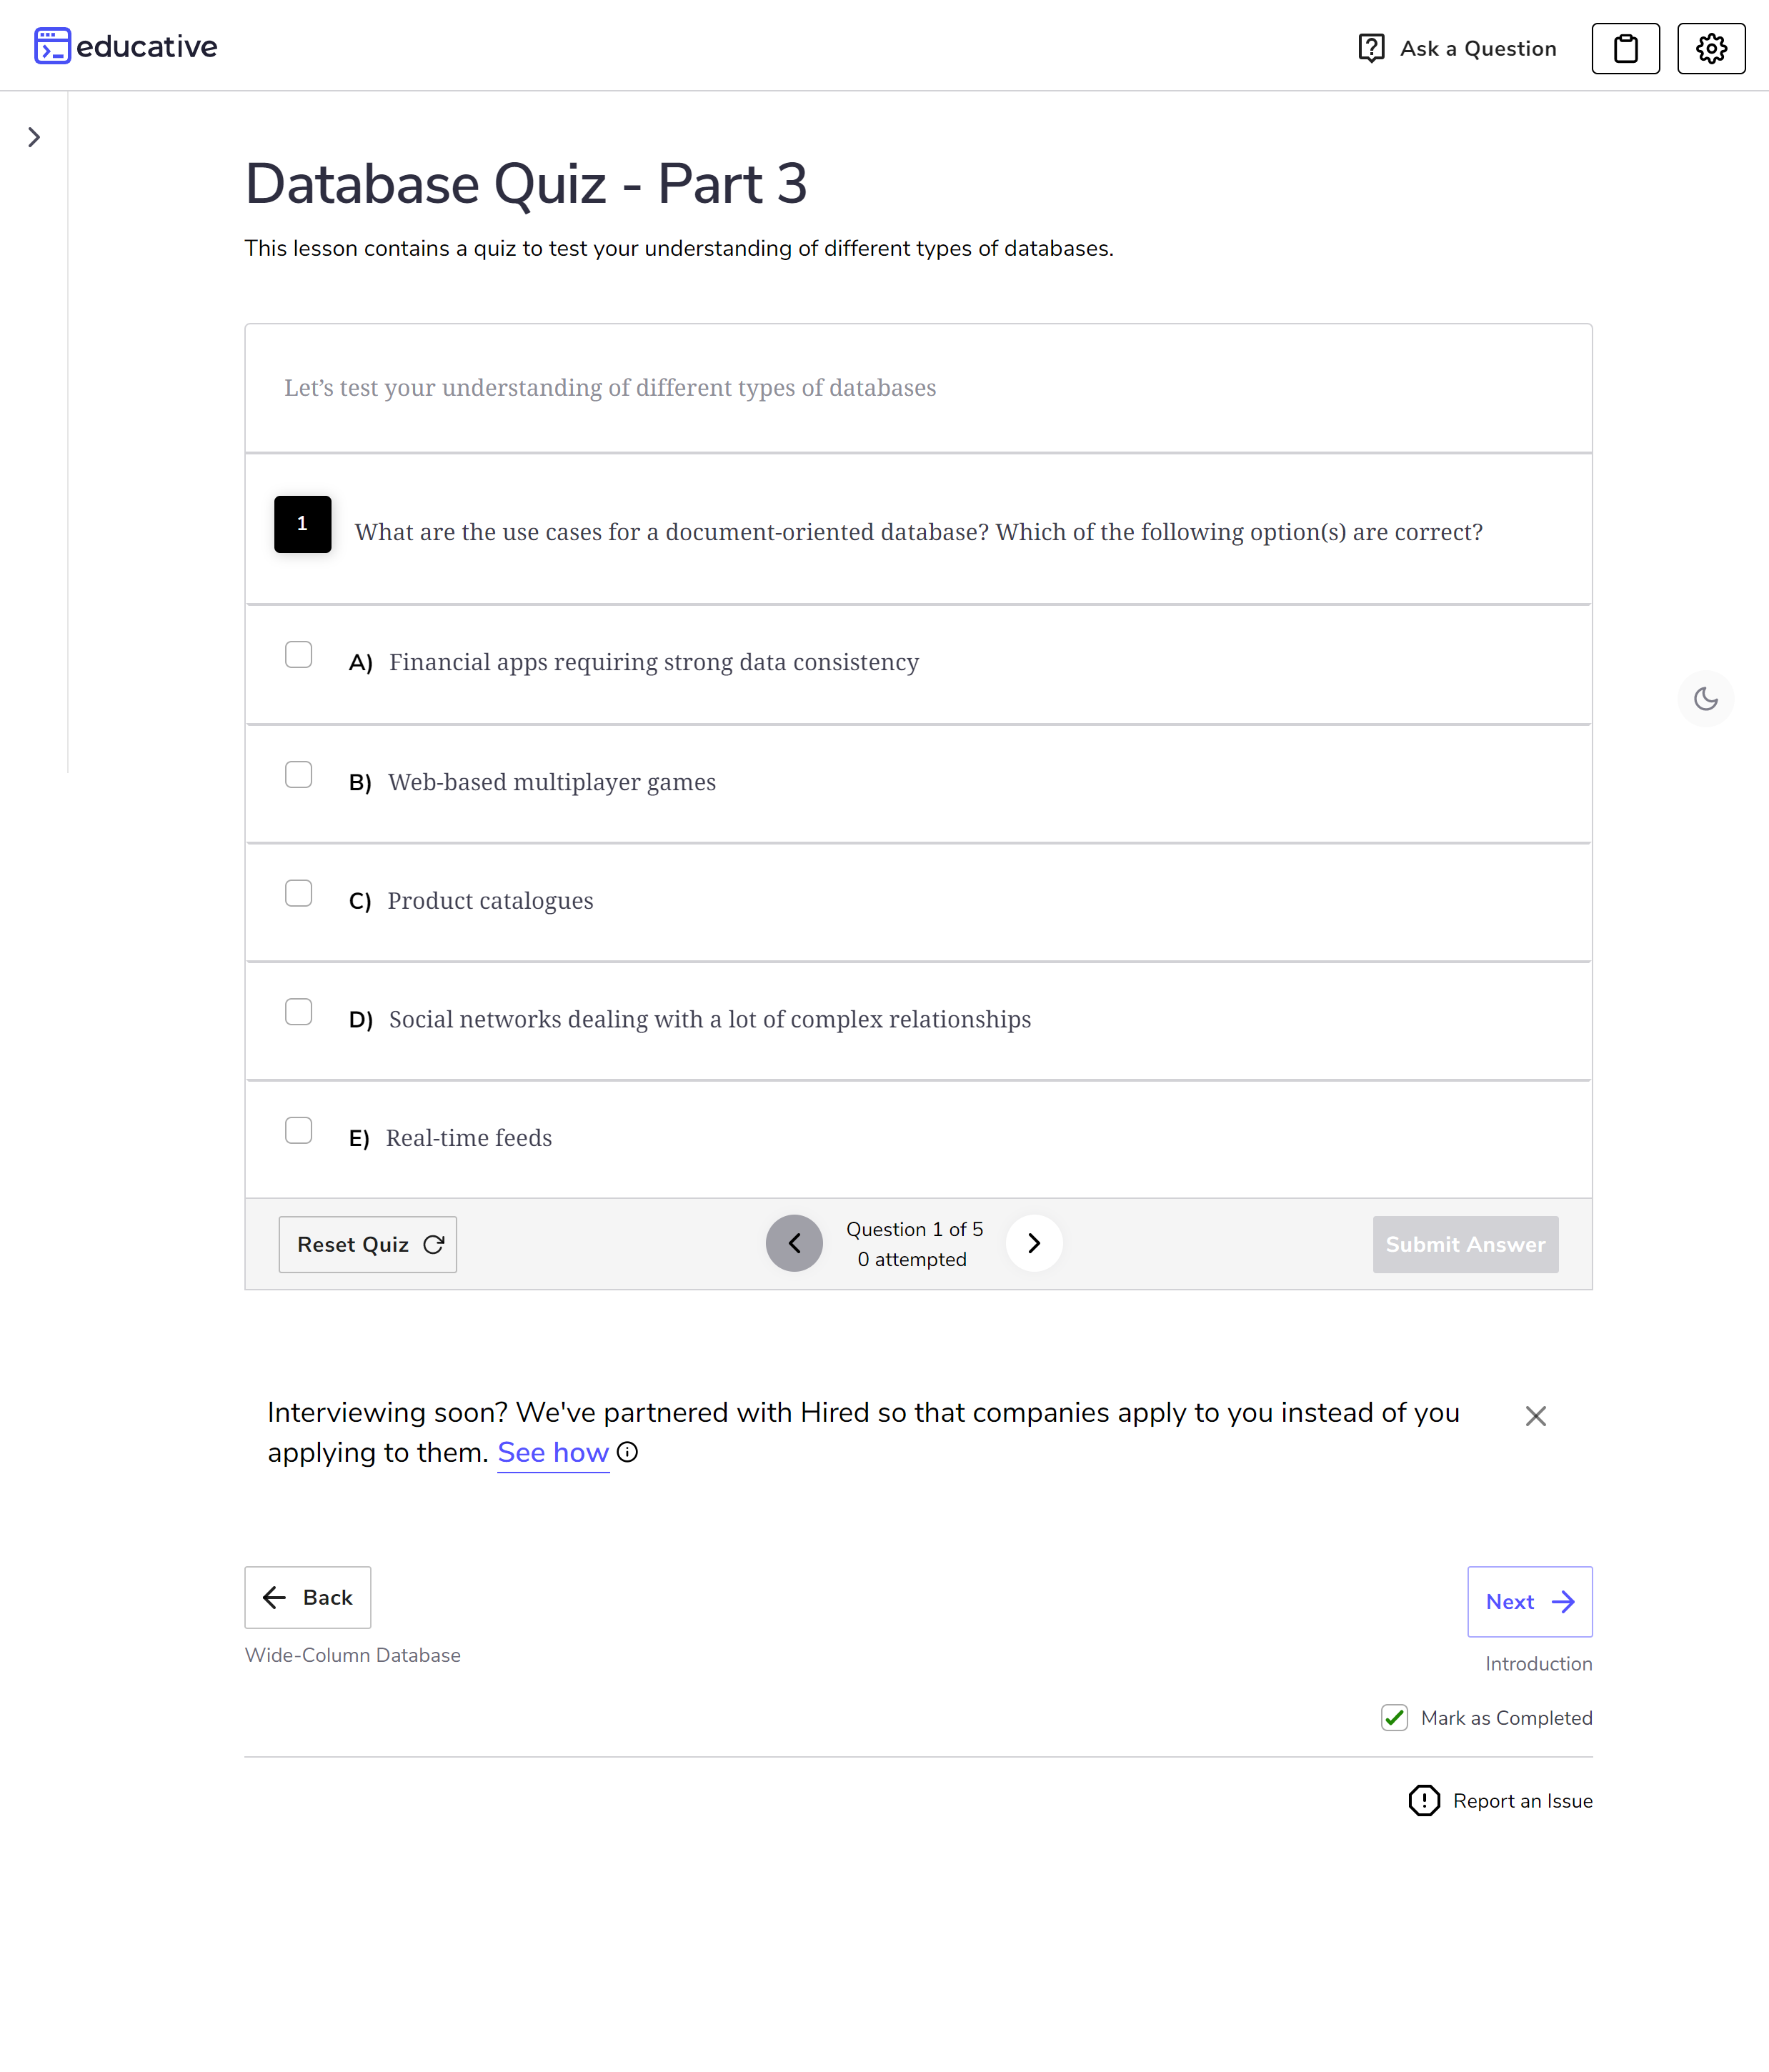 educative
Ask a Question
Database Quiz - Part 3
This lesson contains a quiz to test your understanding of different types of databases.
Let’s test your understanding of different types of databases
1
What are the use cases for a document-oriented database? Which of the following option(s) are correct?
A) Financial apps requiring strong data consistency
B) Web-based multiplayer games
C) Product catalogues
D) Social networks dealing with a lot of complex relationships
E) Real-time feeds
Reset Quiz
Question 1 of 5
0 attempted
Submit Answer
Interviewing soon? We've partnered with Hired so that companies apply to you instead of you
applying to them. See how
Back
Next
Wide-Column Database
Introduction
Mark as Completed
Report an Issue